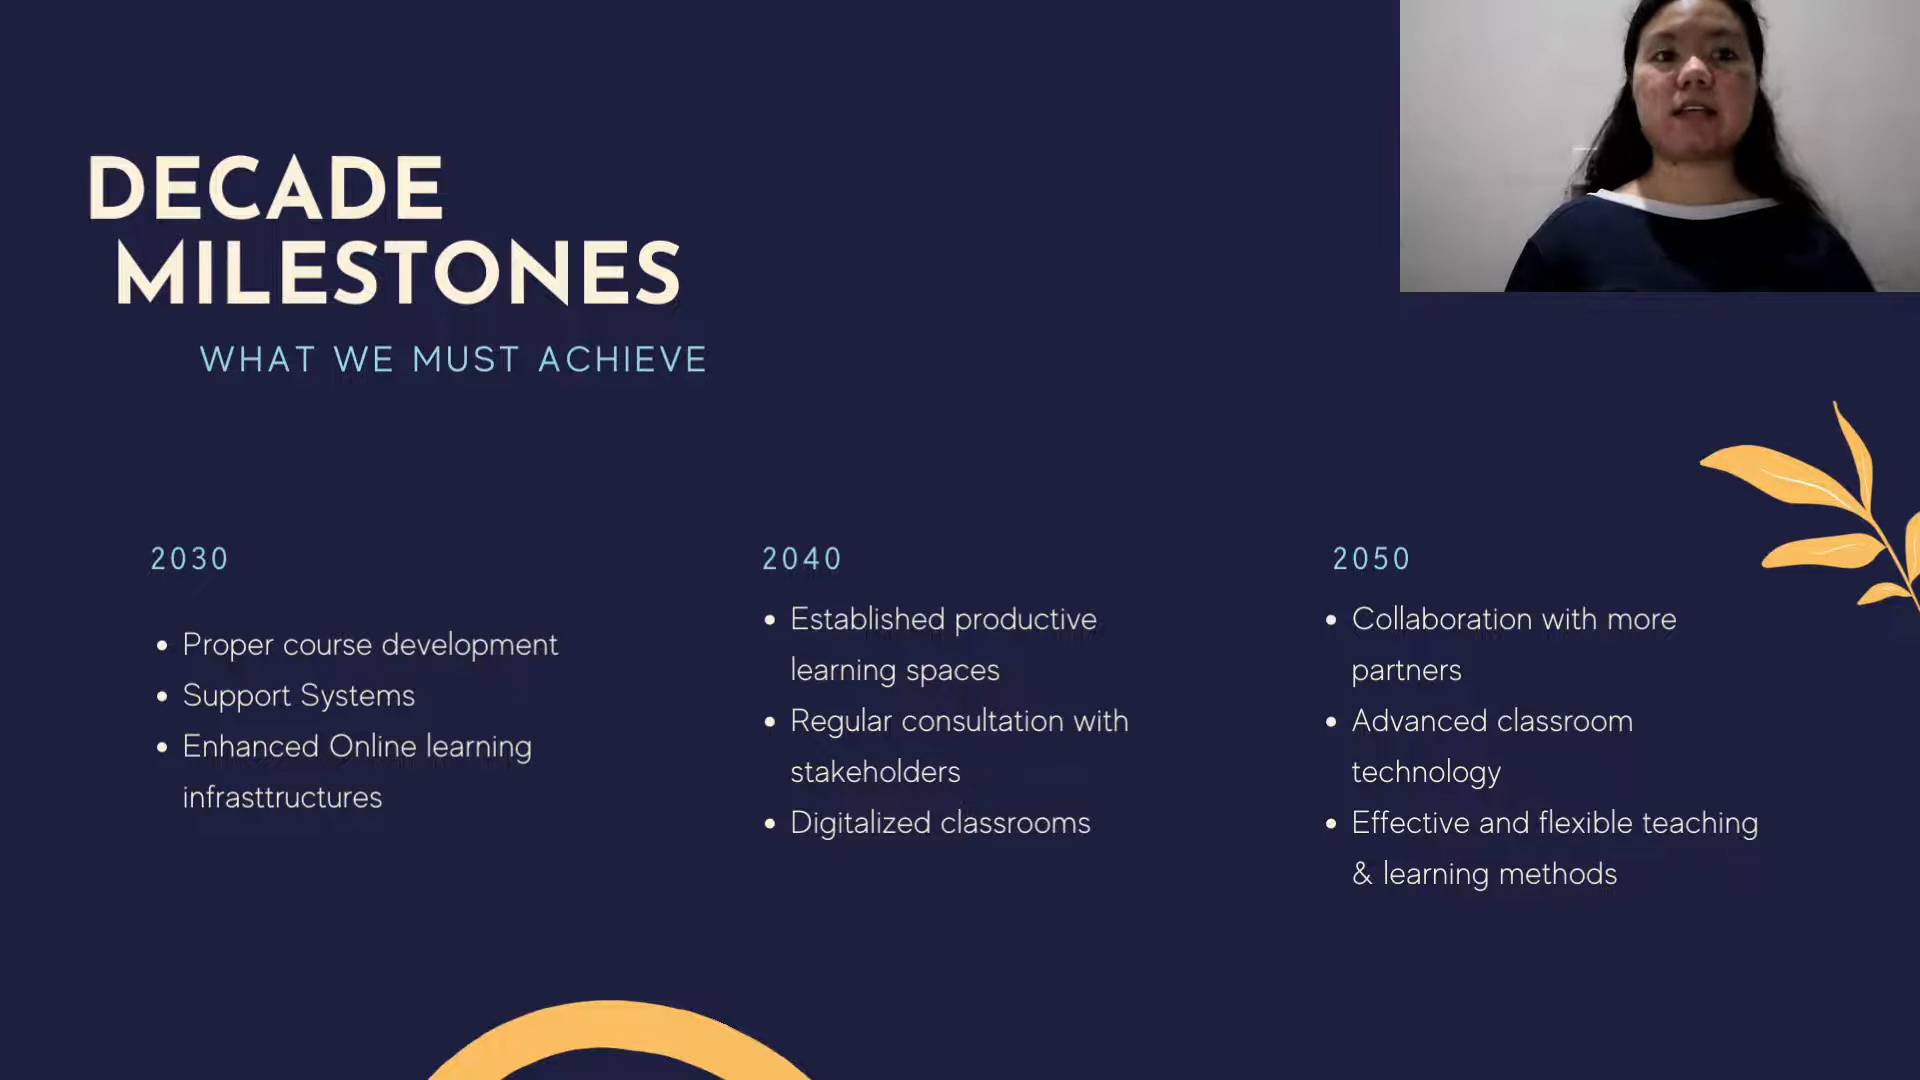 DECADE
MILESTONES
WHAT WE MUST ACHIEVE
2030
• Proper course development
• Support Systems
• Enhanced Online learning
infrasttructures
2040
• Established productive
learning spaces
• Regular consultation with
stakeholders
• Digitalized classrooms
2050
• Collaboration with more
partners
• Advanced classroom
technology
• Effective and flexible teaching
& learning methods